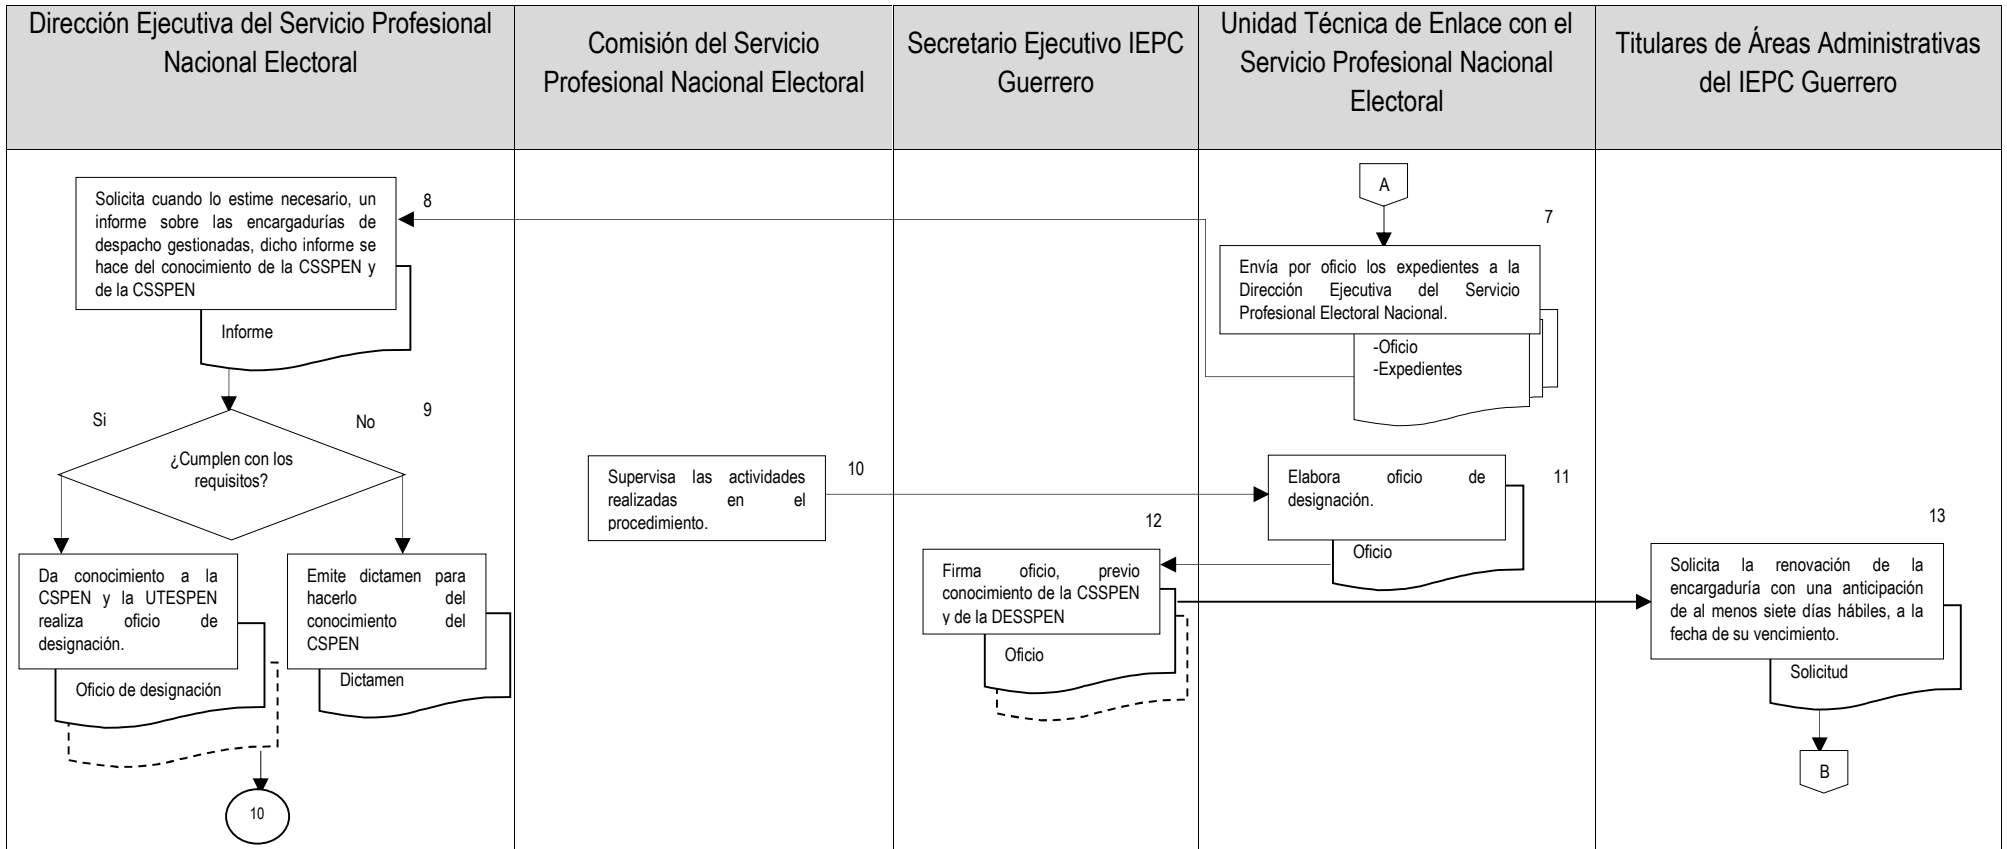 Dirección Ejecutiva del Servicio Profesional
Nacional Electoral
Comisión del Servicio
Profesional Nacional Electoral
Secretario Ejecutivo IEPC
Guerrero
Unidad Técnica de Enlace con el
Servicio Profesional Nacional
Electoral
Titulares de Áreas Administrativas
del IEPC Guerrero
A
7
Envía por oficio los expedientes a la
Dirección Ejecutiva del Servicio
Profesional Electoral Nacional.
-Oficio
-Expedientes
8
Solicita cuando lo estime necesario, un
informe sobre las encargadurías de
despacho gestionadas, dicho informe se
hace del conocimiento de la CSSPEN y
de la CSSPEN
Informe
Si
No
9
¿Cumplen con los
requisitos?
Da conocimiento a la
CSPEN y la UTESPEN
realiza oficio de
designación.
Oficio de designación
Emite dictamen para
hacerlo del
conocimiento del
CSPEN
Dictamen
10
Supervisa las actividades
realizadas en el
procedimiento.
10
Elabora oficio de
designación.
11
Oficio
12
Firma oficio, previo
conocimiento de la CSSPEN
y de la DESSPEN
Oficio
13
Solicita la renovación de la
encargaduría con una anticipación
de al menos siete días hábiles, a la
fecha de su vencimiento.
Solicitud
B